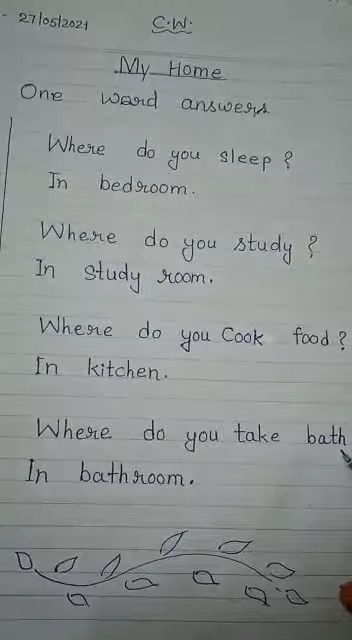 - 27/05/2021
C.W.
My Home
One word answers
Where do you sleep?
In bedroom.
Where do you study?
In study room.
Where do you Cook food?
In kitchen.
Where do you take bath
In bathroom.